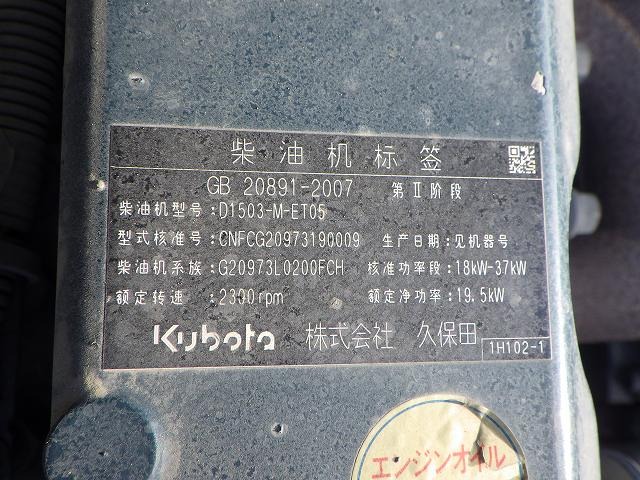 柴油机标签
GB 20891-2007 第Ⅱ阶段
柴油机型号:D1503-M-ET05
型式核准号:CNFCG20973190009 生产日期:见机器号
柴油机系族:G20973L0200FCH 核准功率段:18kW-37kW
额定转速:2300rpm 额定净功率:19.5kW
Kubota 株式会社 久保田
1H102-1
エンジンオイル